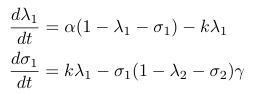 dλ₁/dt = α(1 − λ₁ − σ₁) − kλ₁
dσ₁/dt = kλ₁ − σ₁(1 − λ₂ − σ₂)γ